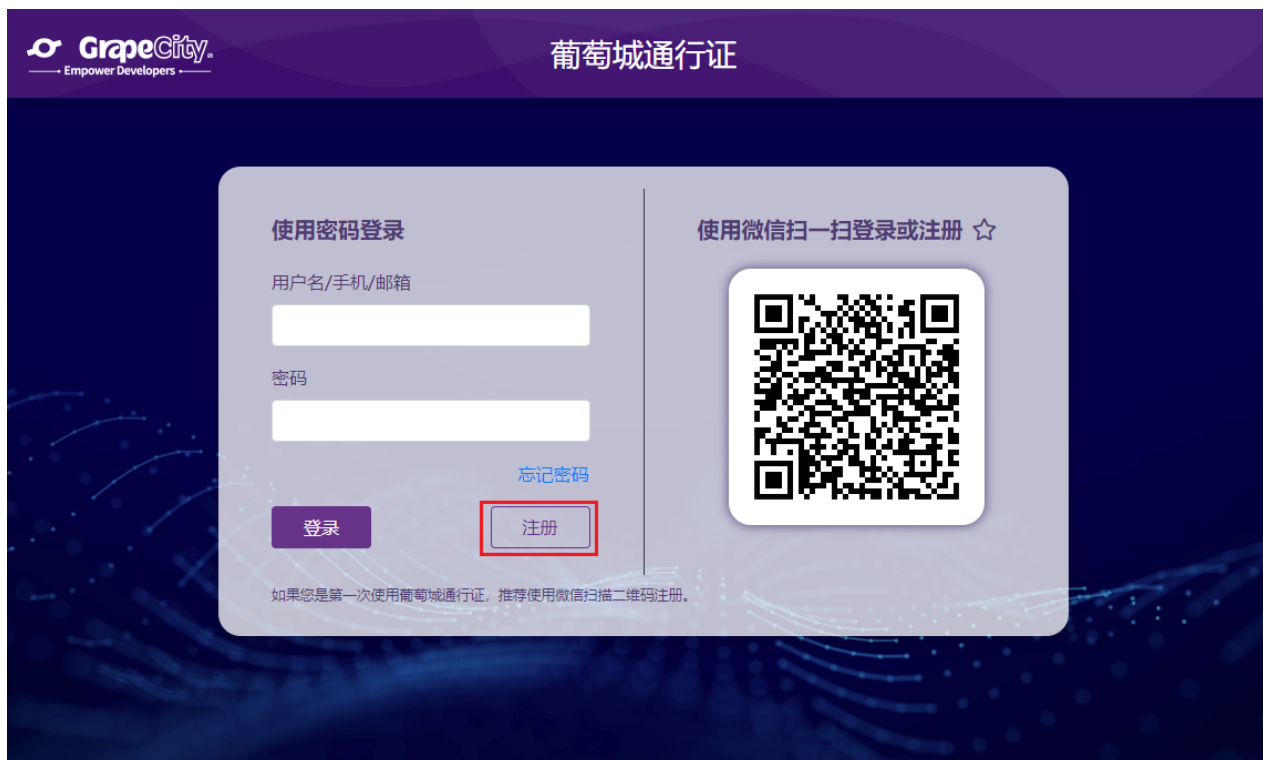 GrapeCity
Empower Developers
葡萄城通行证
使用密码登录
用户名/手机/邮箱
密码
忘记密码
登录
注册
使用微信扫一扫登录或注册
如果您是第一次使用葡萄城通行证，推荐使用微信扫描二维码注册。